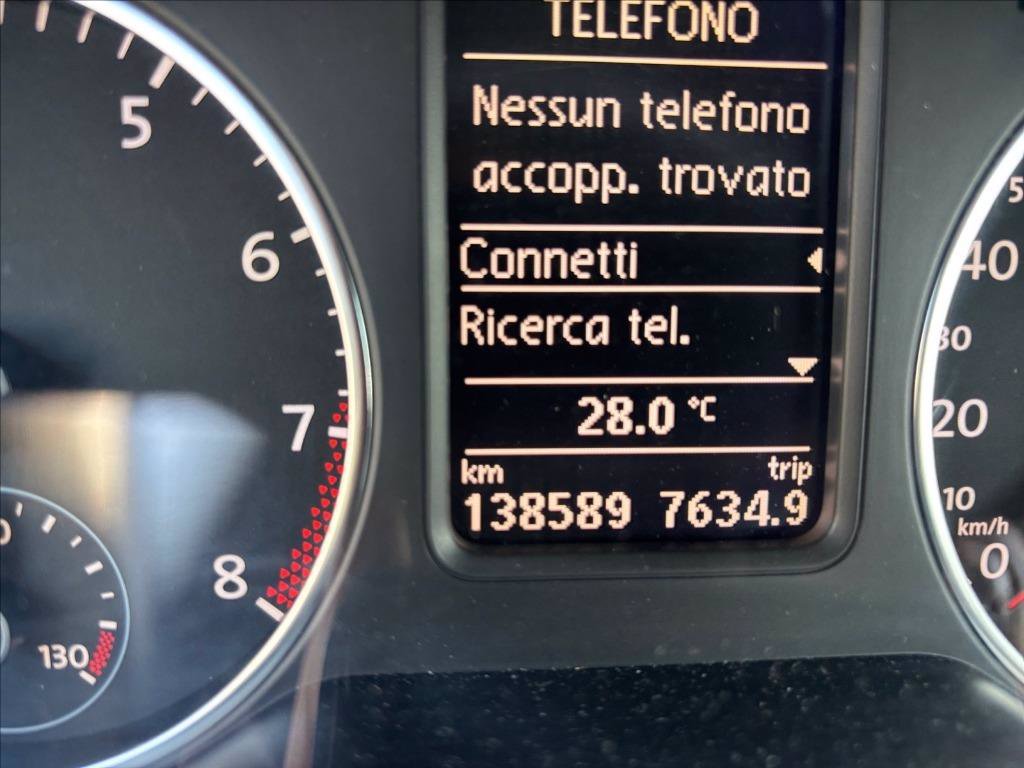 TELEFONO
Nessun telefono
accopp. trovato
Connetti
Ricerca tel.
28.0 °C
km trip
138589 7634.9
5
6
7
8
130
40
20
10
km/h
0